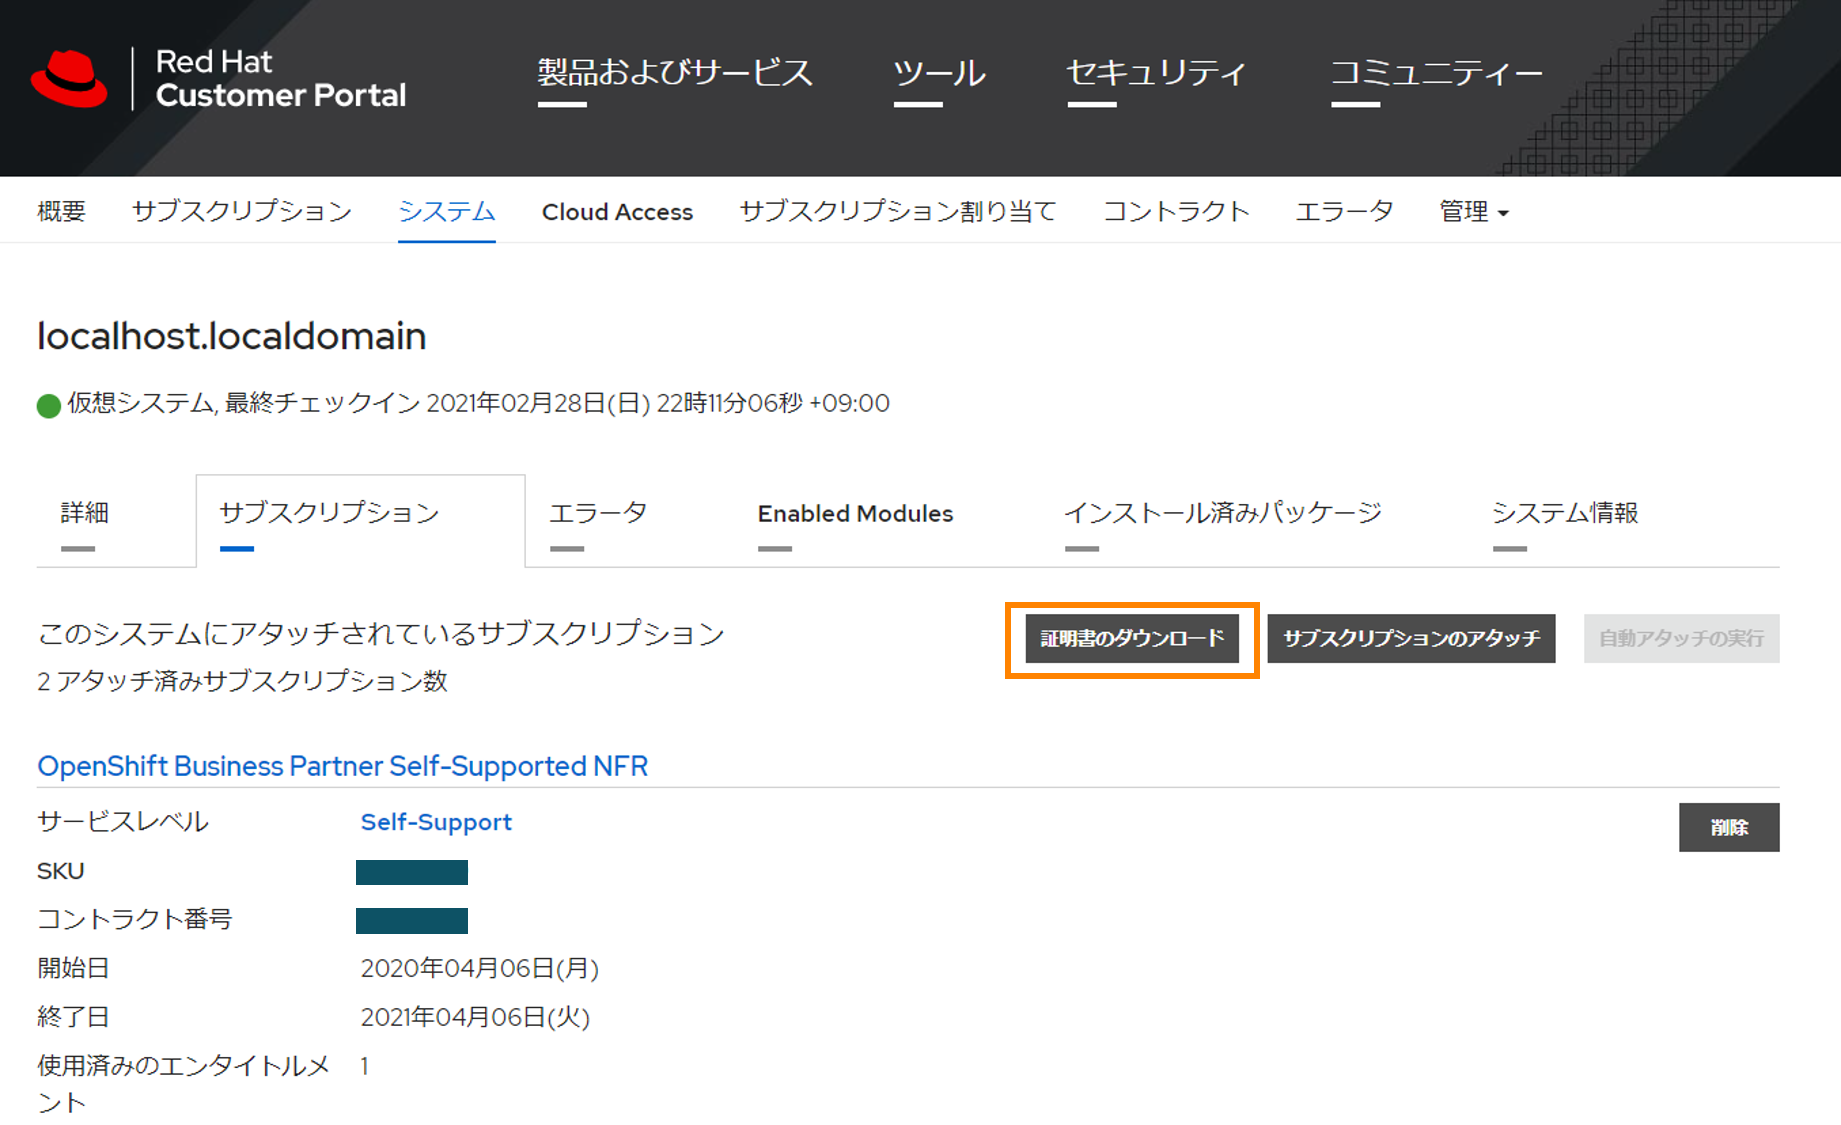 Red Hat
Customer Portal
製品およびサービス
ツール
セキュリティ
コミュニティー
概要
サブスクリプション
システム
Cloud Access
サブスクリプション割り当て
コントラクト
エラータ
管理
localhost.localdomain
仮想システム, 最終チェックイン 2021年02月28日(日) 22時11分06秒 +09:00
詳細
サブスクリプション
エラータ
Enabled Modules
インストール済みパッケージ
システム情報
このシステムにアタッチされているサブスクリプション
2 アタッチ済みサブスクリプション数
証明書のダウンロード
サブスクリプションのアタッチ
自動アタッチの実行
OpenShift Business Partner Self-Supported NFR
サービスレベル
Self-Support
削除
SKU
コントラクト番号
開始日
2020年04月06日(月)
終了日
2021年04月06日(火)
使用済みのエンタイトルメ
ント
1